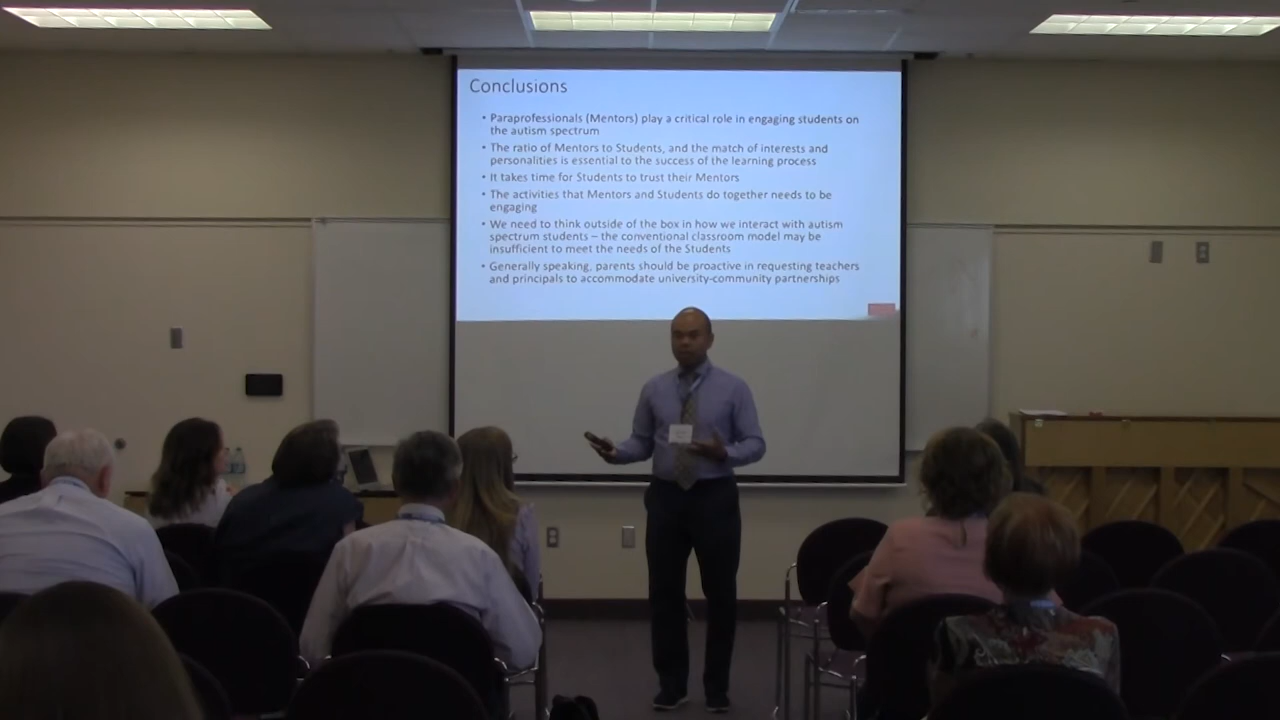 Conclusions
• Paraprofessionals (Mentors) play a critical role in engaging students on
the autism spectrum
• The ratio of Mentors to Students, and the match of interests and
personalities is essential to the success of the learning process
• It takes time for Students to trust their Mentors
• The activities that Mentors and Students do together needs to be
engaging
• We need to think outside of the box in how we interact with autism
spectrum students – the conventional classroom model may be
insufficient to meet the needs of the Students
• Generally speaking, parents should be proactive in requesting teachers
and principals to accommodate university-community partnerships